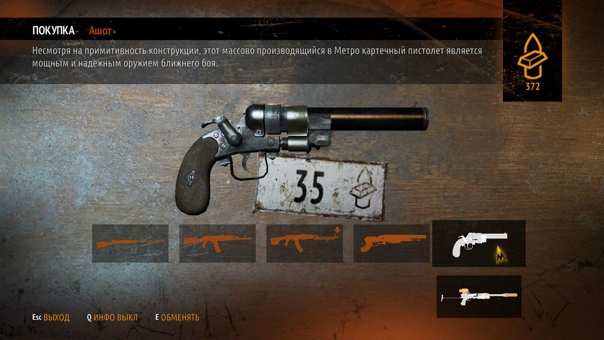 ПОКУПКА Ашот
Несмотря на примитивность конструкции, этот массово производящийся в Метро картечный пистолет является
мощным и надёжным оружием ближнего боя.
372
35
Esc ВЫХОД Q ИНФО ВЫКЛ E ОБМЕНЯТЬ